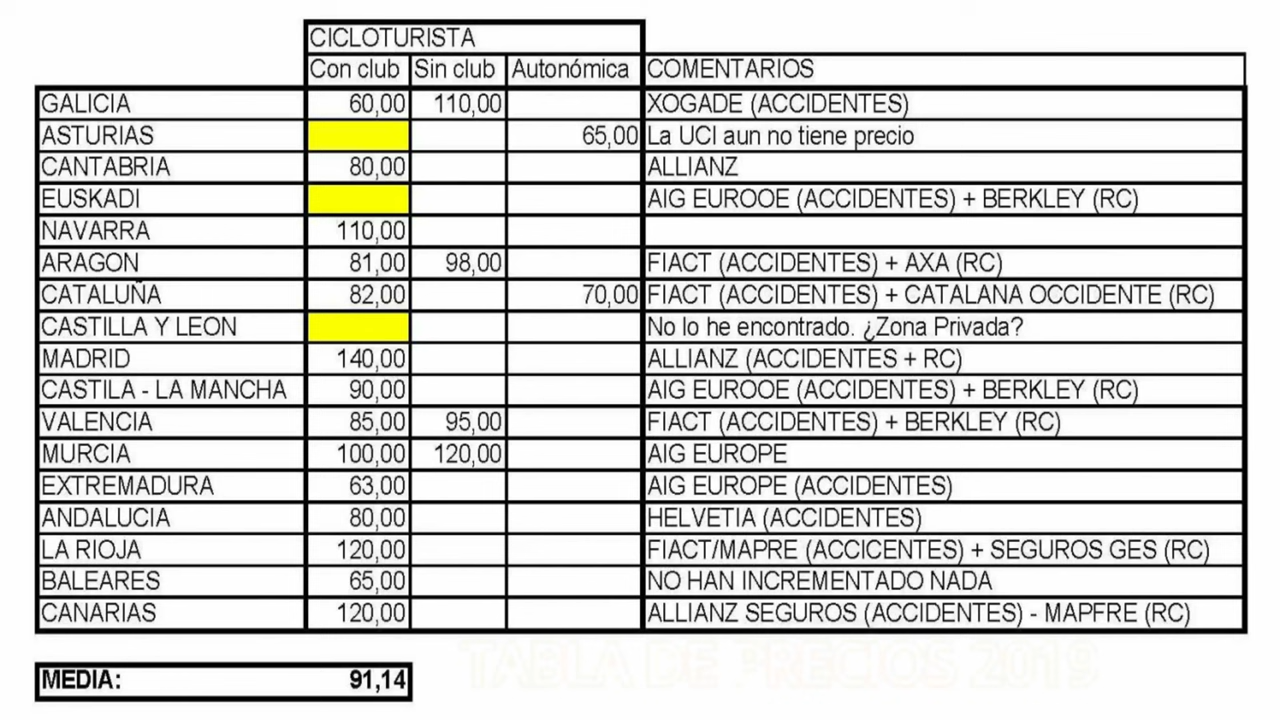 CICLOTURISTA
Con club Sin club Autonómica COMENTARIOS
GALICIA 60,00 110,00 XOGADE (ACCIDENTES)
ASTURIAS 65,00 La UCI aun no tiene precio
CANTABRIA 80,00 ALLIANZ
EUSKADI AIG EUROOE (ACCIDENTES) + BERKLEY (RC)
NAVARRA 110,00
ARAGON 81,00 98,00 FIACT (ACCIDENTES) + AXA (RC)
CATALUÑA 82,00 70,00 FIACT (ACCIDENTES) + CATALANA OCCIDENTE (RC)
CASTILLA Y LEON No lo he encontrado. ¿Zona Privada?
MADRID 140,00 ALLIANZ (ACCIDENTES + RC)
CASTILA - LA MANCHA 90,00 AIG EUROOE (ACCIDENTES) + BERKLEY (RC)
VALENCIA 85,00 95,00 FIACT (ACCIDENTES) + BERKLEY (RC)
MURCIA 100,00 120,00 AIG EUROPE
EXTREMADURA 63,00 AIG EUROPE (ACCIDENTES)
ANDALUCIA 80,00 HELVETIA (ACCIDENTES)
LA RIOJA 120,00 FIACT/MAPRE (ACCICENTES) + SEGUROS GES (RC)
BALEARES 65,00 NO HAN INCREMENTADO NADA
CANARIAS 120,00 ALLIANZ SEGUROS (ACCIDENTES) - MAPFRE (RC)
TABLA DE PRECIOS 2019
MEDIA: 91,14